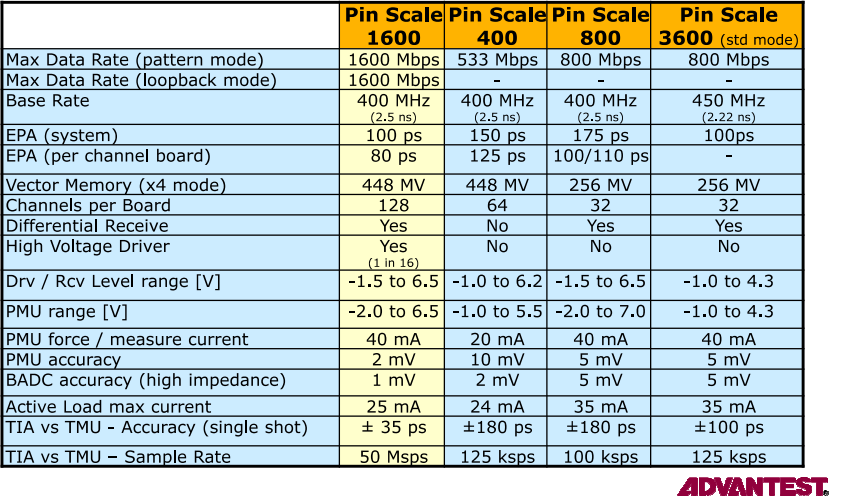 Pin Scale 1600 Pin Scale 400 Pin Scale 800 Pin Scale 3600 (std mode)
Max Data Rate (pattern mode) 1600 Mbps 533 Mbps 800 Mbps 800 Mbps
Max Data Rate (loopback mode) 1600 Mbps - - -
Base Rate 400 MHz (2.5 ns) 400 MHz (2.5 ns) 400 MHz (2.5 ns) 450 MHz (2.22 ns)
EPA (system) 100 ps 150 ps 175 ps 100ps
EPA (per channel board) 80 ps 125 ps 100/110 ps -
Vector Memory (x4 mode) 448 MV 448 MV 256 MV 256 MV
Channels per Board 128 64 32 32
Differential Receive Yes No Yes Yes
High Voltage Driver Yes (1 in 16) No No No
Drv / Rcv Level range [V] -1.5 to 6.5 -1.0 to 6.2 -1.5 to 6.5 -1.0 to 4.3
PMU range [V] -2.0 to 6.5 -1.0 to 5.5 -2.0 to 7.0 -1.0 to 4.3
PMU force / measure current 40 mA 20 mA 40 mA 40 mA
PMU accuracy 2 mV 10 mV 5 mV 5 mV
BADC accuracy (high impedance) 1 mV 2 mV 5 mV 5 mV
Active Load max current 25 mA 24 mA 35 mA 35 mA
TIA vs TMU - Accuracy (single shot) ± 35 ps ±180 ps ±180 ps ±100 ps
TIA vs TMU – Sample Rate 50 Msps 125 ksps 100 ksps 125 ksps
ADVANTEST.